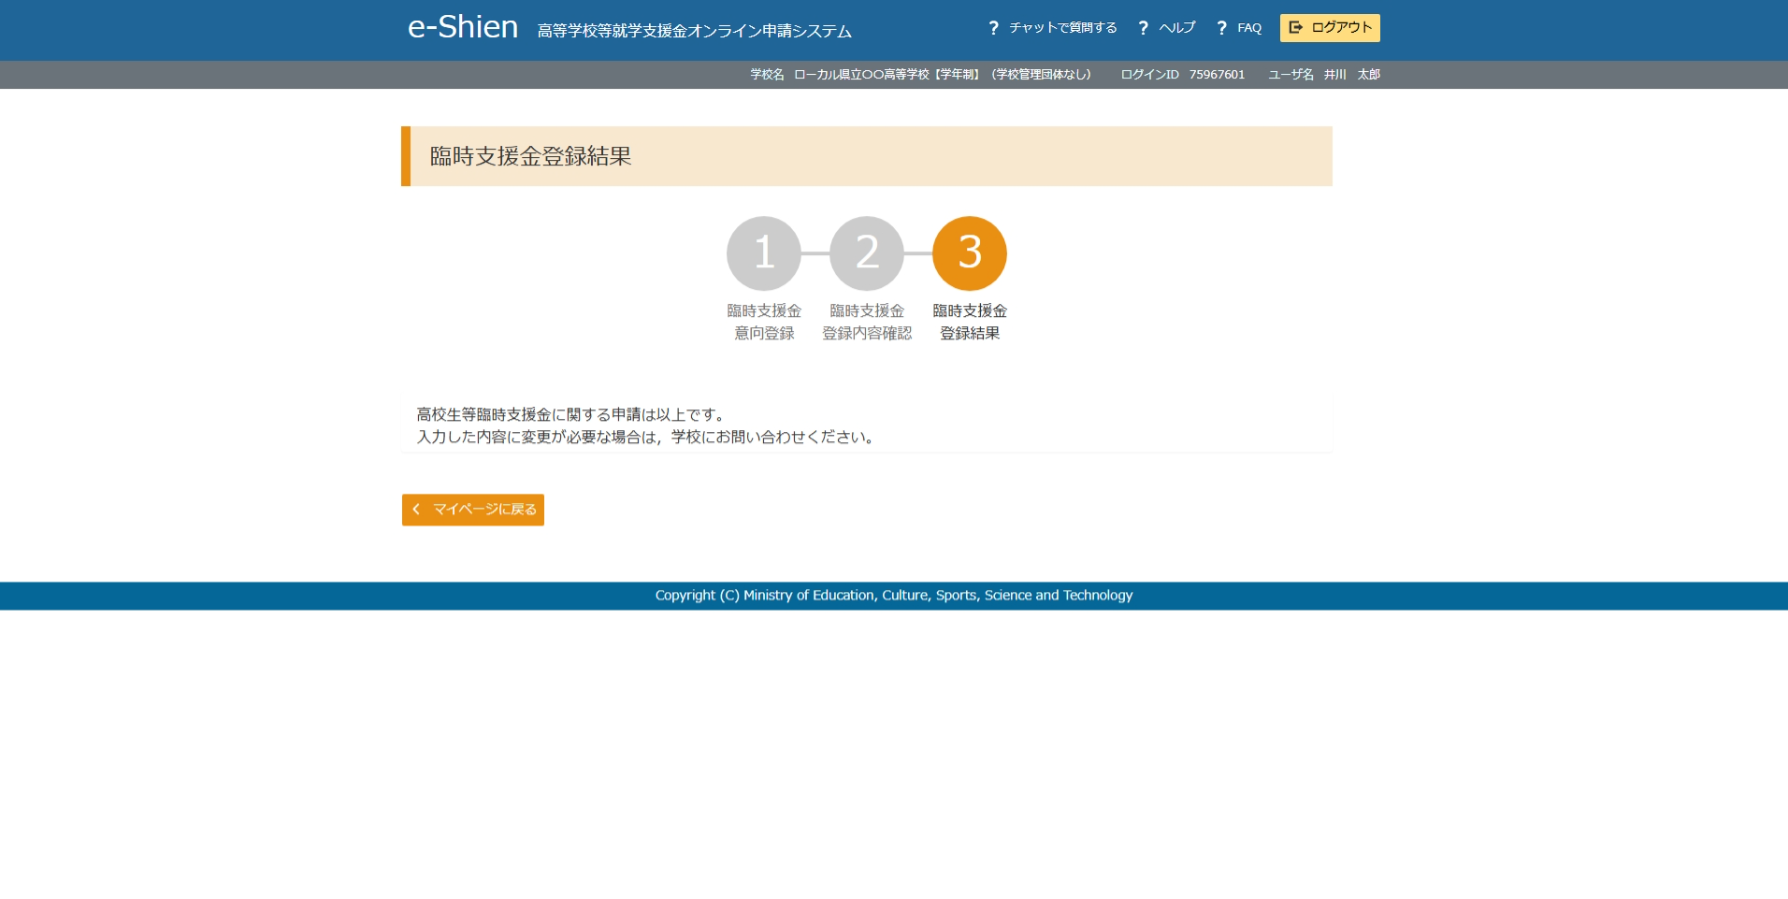 e-Shien 高等学校等就学支援金オンライン申請システム ? チャットで質問する ? ヘルプ ? FAQ ログアウト
学校名 ローカル県立〇〇高等学校【学年制】（学校管理団体なし） ログインID 75967601 ユーザ名 井川 太郎
臨時支援金登録結果
1 2 3
臨時支援金 臨時支援金 臨時支援金
意向登録 登録内容確認 登録結果
高校生等臨時支援金に関する申請は以上です。
入力した内容に変更が必要な場合は，学校にお問い合わせください。
マイページに戻る
Copyright (C) Ministry of Education, Culture, Sports, Science and Technology